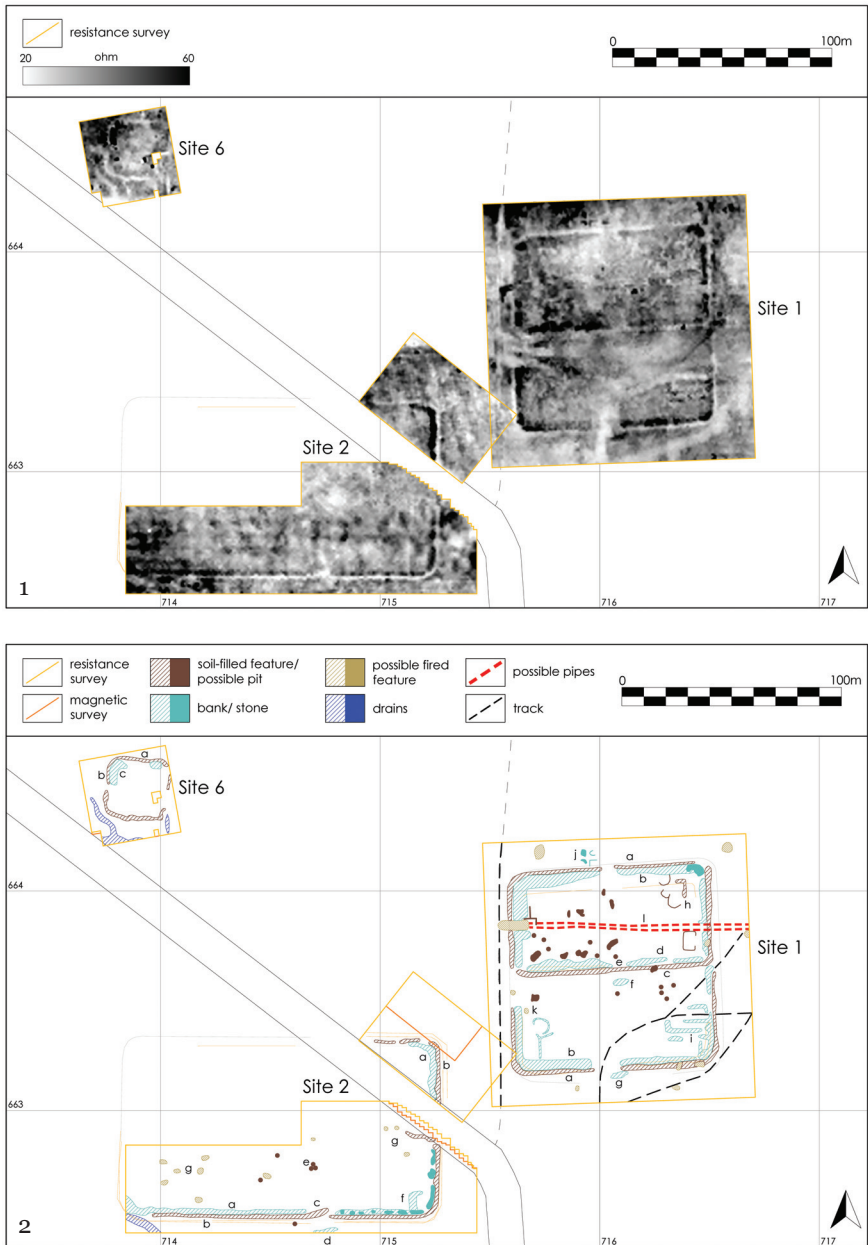 resistance survey
20 ohm 60
0 100m
Site 6
664
Site 1
663
Site 2
1
714 715 716 717
resistance survey
soil-filled feature/ possible pit
possible fired feature
possible pipes
magnetic survey
bank/ stone
drains
track
0 100m
a
b c
Site 6
j a
664
b
h
l
Site 1
d
e
c
f
k
a
b
i
b
a
g
663
Site 2
g
e
g
f
a
c
b
d
2
714 715 716 717